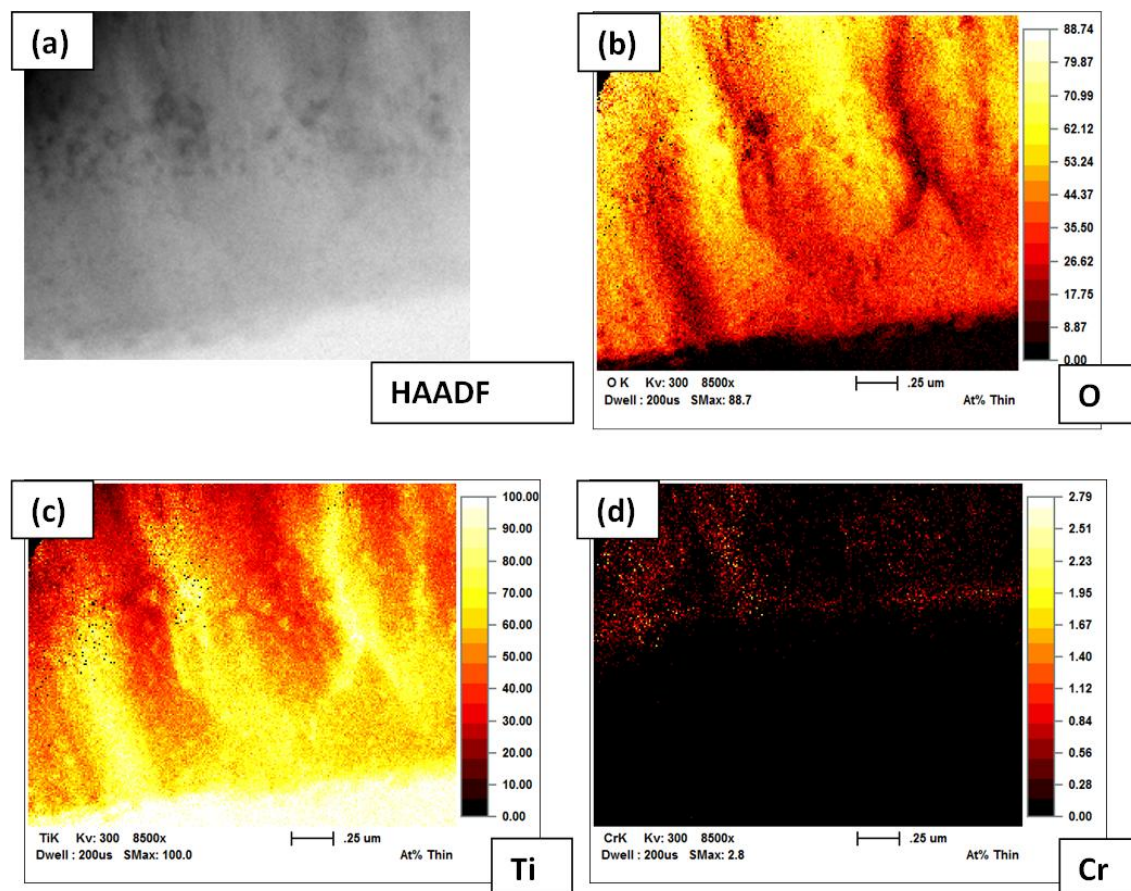 (a)
HAADF
(b)
88.74
79.87
70.99
62.12
53.24
44.37
35.50
26.62
17.75
8.87
0.00
O K Kv: 300 8500x .25 um
Dwell : 200us SMax: 88.7 At% Thin
O
(c)
100.00
90.00
80.00
70.00
60.00
50.00
40.00
30.00
20.00
10.00
0.00
TiK Kv: 300 8500x .25 um
Dwell : 200us SMax: 100.0 At% Thin
Ti
(d)
2.79
2.51
2.23
1.95
1.67
1.40
1.12
0.84
0.56
0.28
0.00
CrK Kv: 300 8500x .25 um
Dwell : 200us SMax: 2.8 At% Thin
Cr